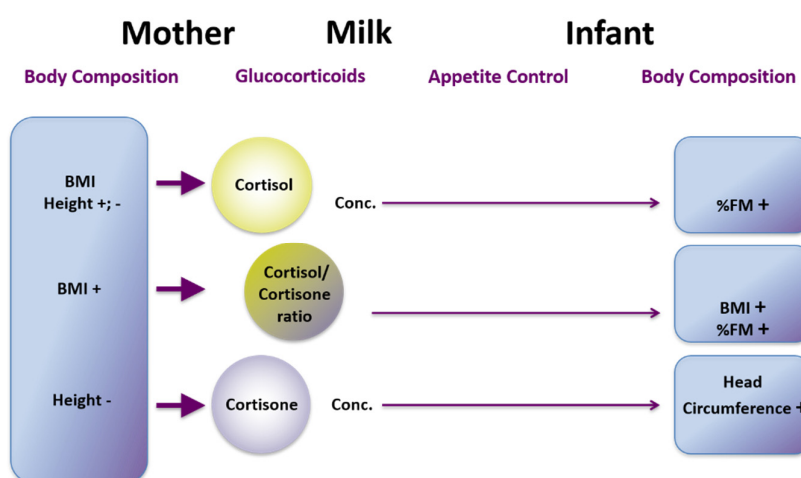 Mother Milk Infant
Body Composition Glucocorticoids Appetite Control Body Composition
BMI
Height +; -
Cortisol
Conc.
%FM +
BMI +
Cortisol/
Cortisone
ratio
BMI +
%FM +
Height -
Cortisone
Conc.
Head
Circumference +